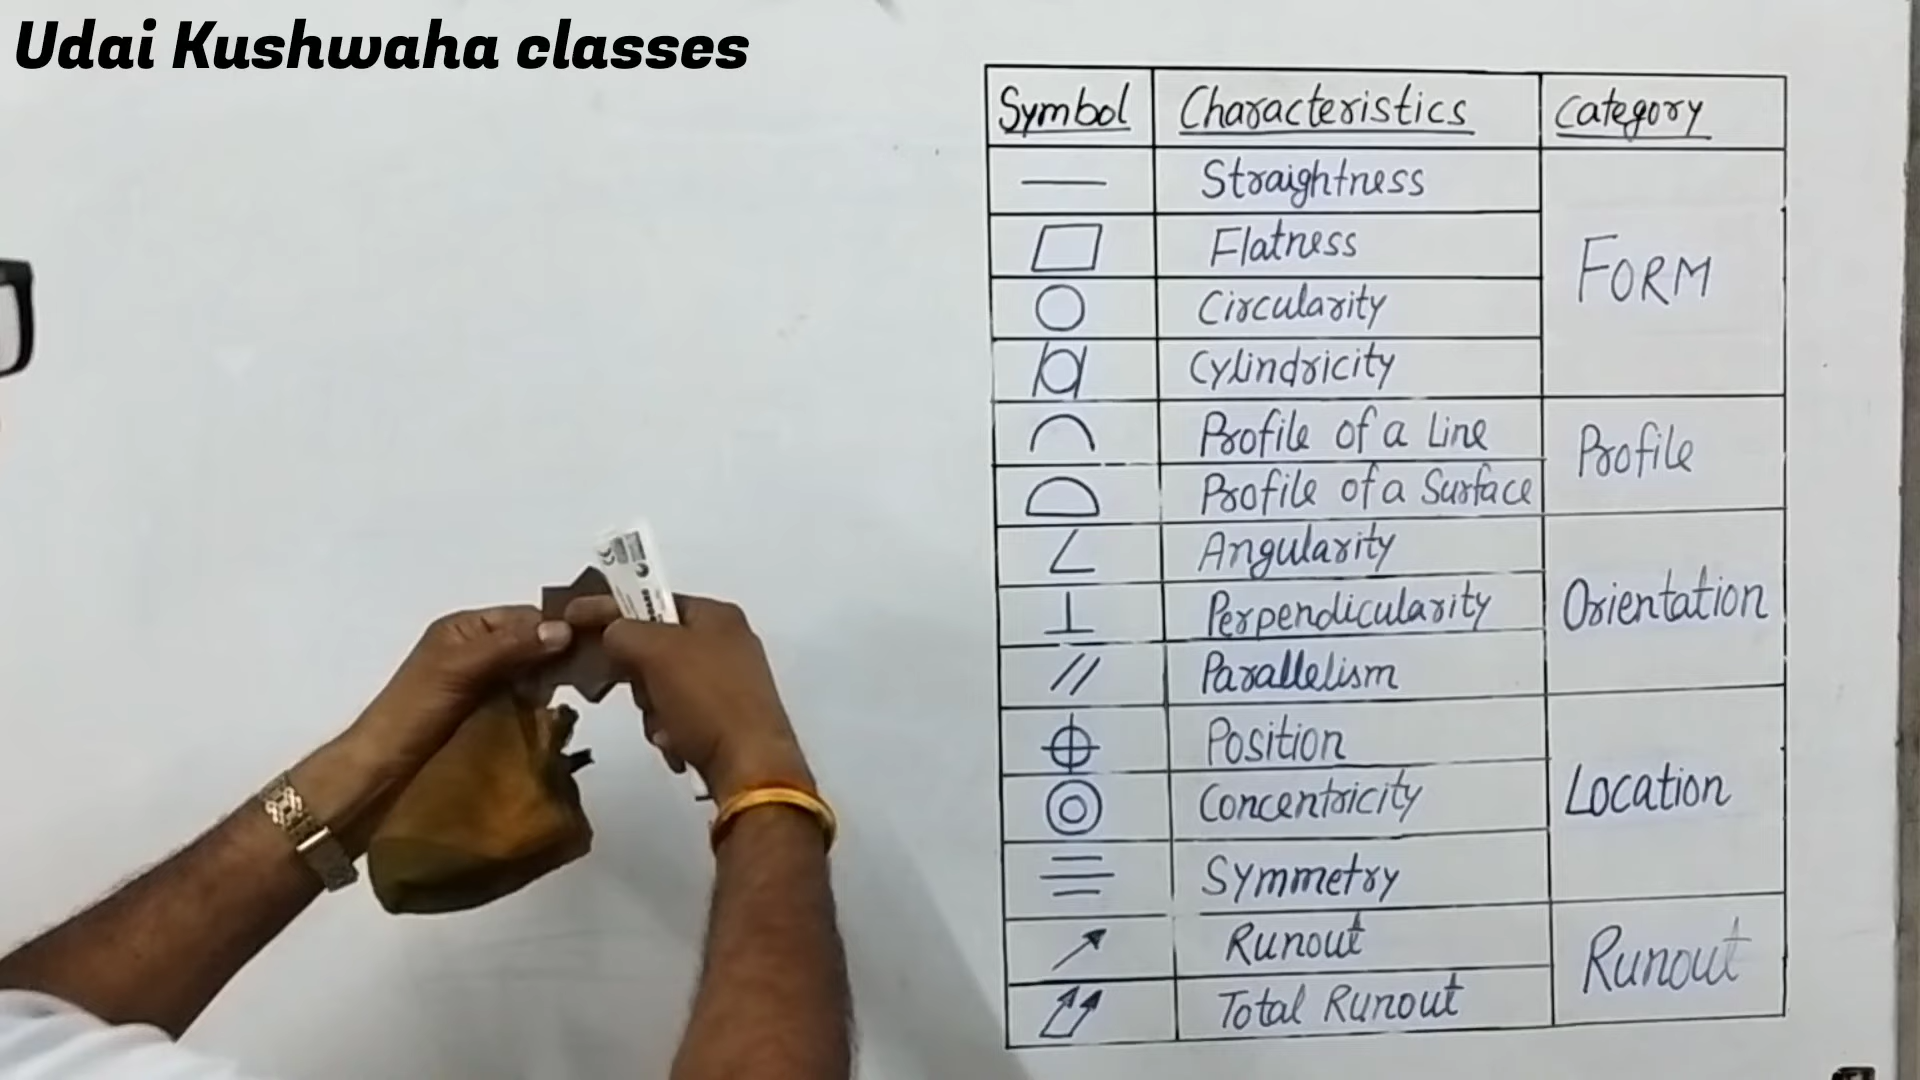 Udai Kushwaha classes
Symbol Characteristics Category
Straightness
Flatness
Circularity
Cylindricity
FORM
Profile of a Line
Profile of a Surface
Profile
Angularity
Perpendicularity
Parallelism
Orientation
Position
Concentricity
Symmetry
Location
Runout
Total Runout
Runout